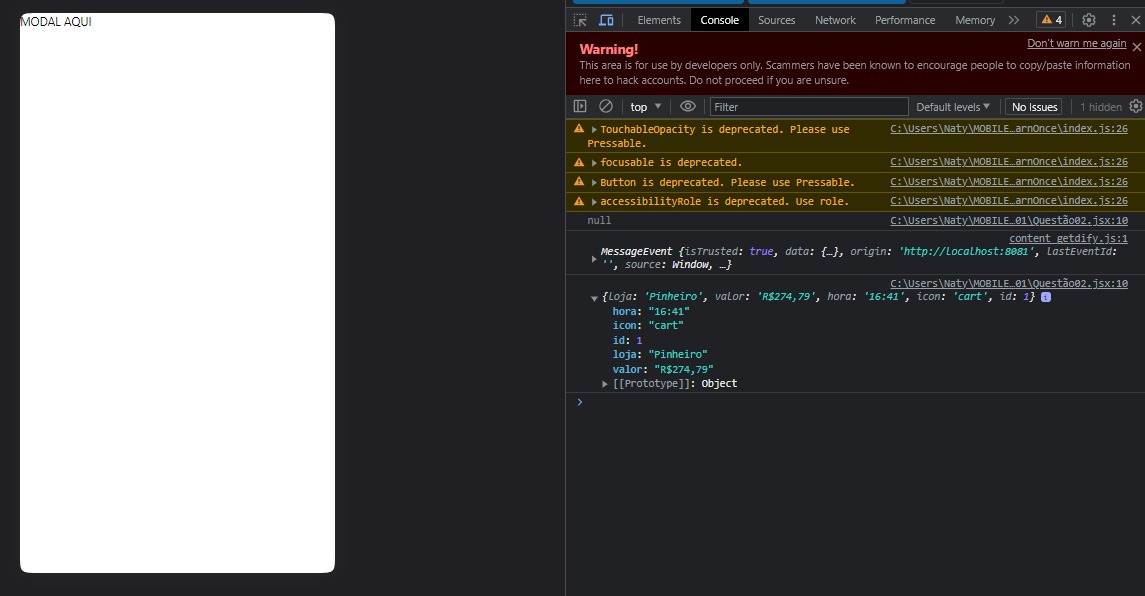 MODAL AQUI
Elements Console Sources Network Performance Memory 4
Warning!
Don't warn me again
This area is for use by developers only. Scammers have been known to encourage people to copy/paste information
here to hack accounts. Do not proceed if you are unsure.
top Filter Default levels No Issues 1 hidden
TouchableOpacity is deprecated. Please use C:\Users\Naty\MOBILE…arnOnce\index.js:26
Pressable.
focusable is deprecated. C:\Users\Naty\MOBILE…arnOnce\index.js:26
Button is deprecated. Please use Pressable. C:\Users\Naty\MOBILE…arnOnce\index.js:26
accessibilityRole is deprecated. Use role. C:\Users\Naty\MOBILE…arnOnce\index.js:26
null C:\Users\Naty\MOBILE…01\Questão02.jsx:10
content_getdify.js:1
MessageEvent {isTrusted: true, data: {…}, origin: 'http://localhost:8081', lastEventId:
'', source: Window, …}
C:\Users\Naty\MOBILE…01\Questão02.jsx:10
{loja: 'Pinheiro', valor: 'R$274,79', hora: '16:41', icon: 'cart', id: 1} i
hora: "16:41"
icon: "cart"
id: 1
loja: "Pinheiro"
valor: "R$274,79"
[[Prototype]]: Object